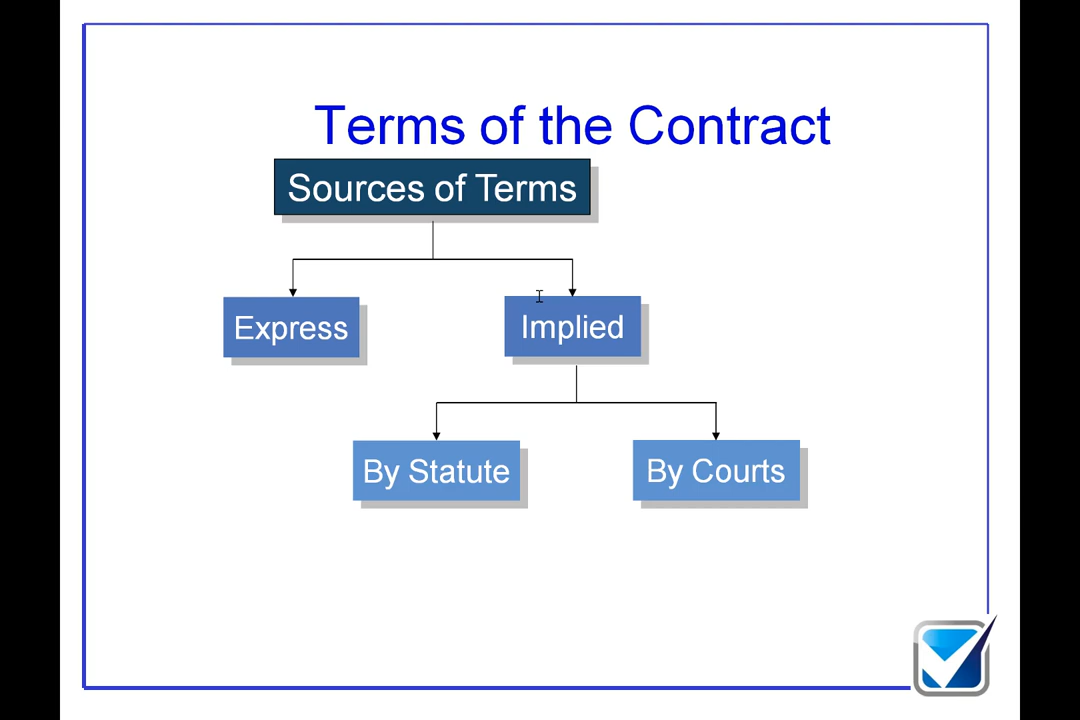 Terms of the Contract
Sources of Terms
Express
Implied
By Statute
By Courts